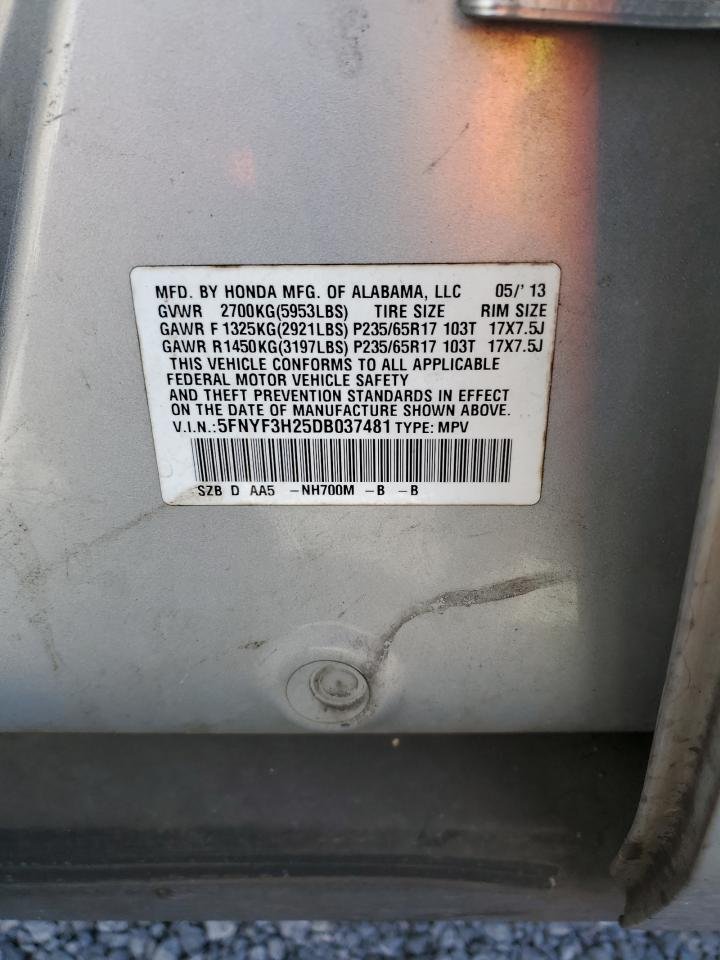 MFD. BY HONDA MFG. OF ALABAMA, LLC 05/' 13
GVWR 2700KG(5953LBS) TIRE SIZE RIM SIZE
GAWR F 1325KG(2921LBS) P235/65R17 103T 17X7.5J
GAWR R1450KG(3197LBS) P235/65R17 103T 17X7.5J
THIS VEHICLE CONFORMS TO ALL APPLICABLE
FEDERAL MOTOR VEHICLE SAFETY
AND THEFT PREVENTION STANDARDS IN EFFECT
ON THE DATE OF MANUFACTURE SHOWN ABOVE.
V.I.N.:5FNYF3H25DB037481 TYPE: MPV
SZB D AA5 -NH700M -B -B